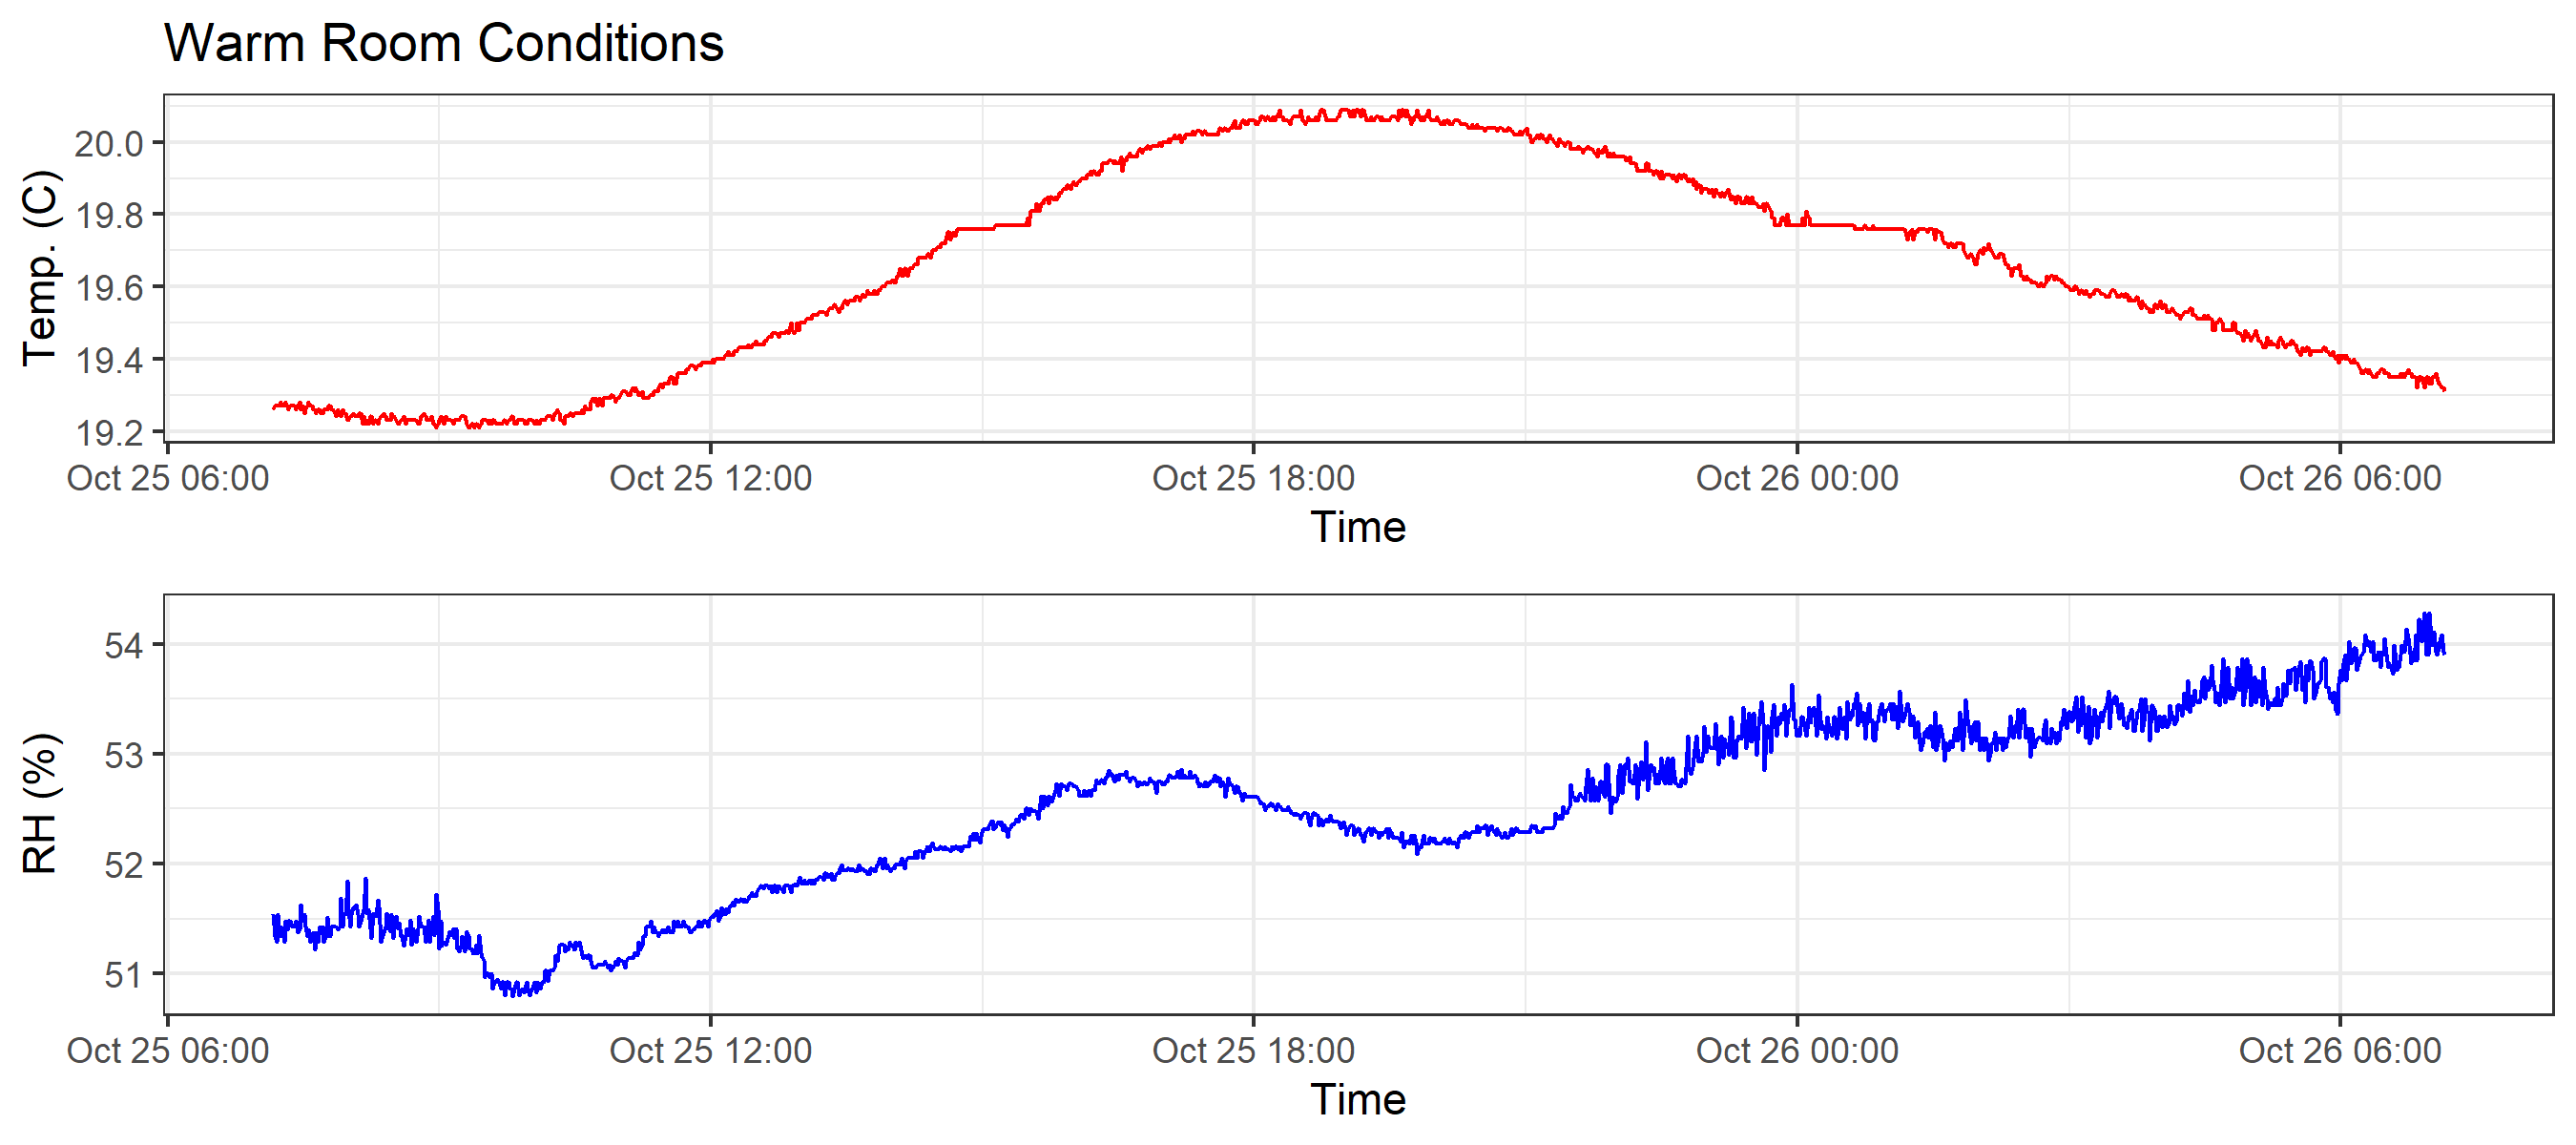 Warm Room Conditions
Temp. (C)
20.0
19.8
19.6
19.4
19.2
Oct 25 06:00 Oct 25 12:00 Oct 25 18:00 Oct 26 00:00 Oct 26 06:00
Time
RH (%)
54
53
52
51
Oct 25 06:00 Oct 25 12:00 Oct 25 18:00 Oct 26 00:00 Oct 26 06:00
Time